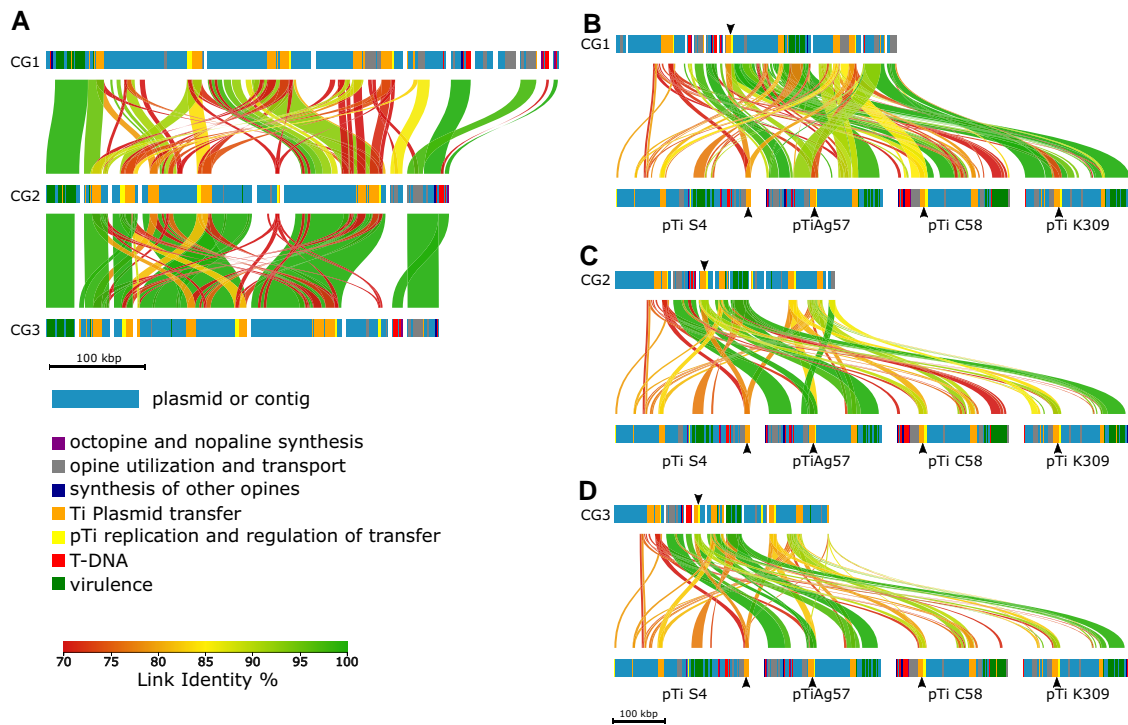 A
CG1
CG2
CG3
100 kbp
plasmid or contig
octopine and nopaline synthesis
opine utilization and transport
synthesis of other opines
Ti Plasmid transfer
pTi replication and regulation of transfer
T-DNA
virulence
70 75 80 85 90 95 100
Link Identity %
B
CG1
pTi S4 pTiAg57 pTi C58 pTi K309
C
CG2
pTi S4 pTiAg57 pTi C58 pTi K309
D
CG3
pTi S4 pTiAg57 pTi C58 pTi K309
100 kbp